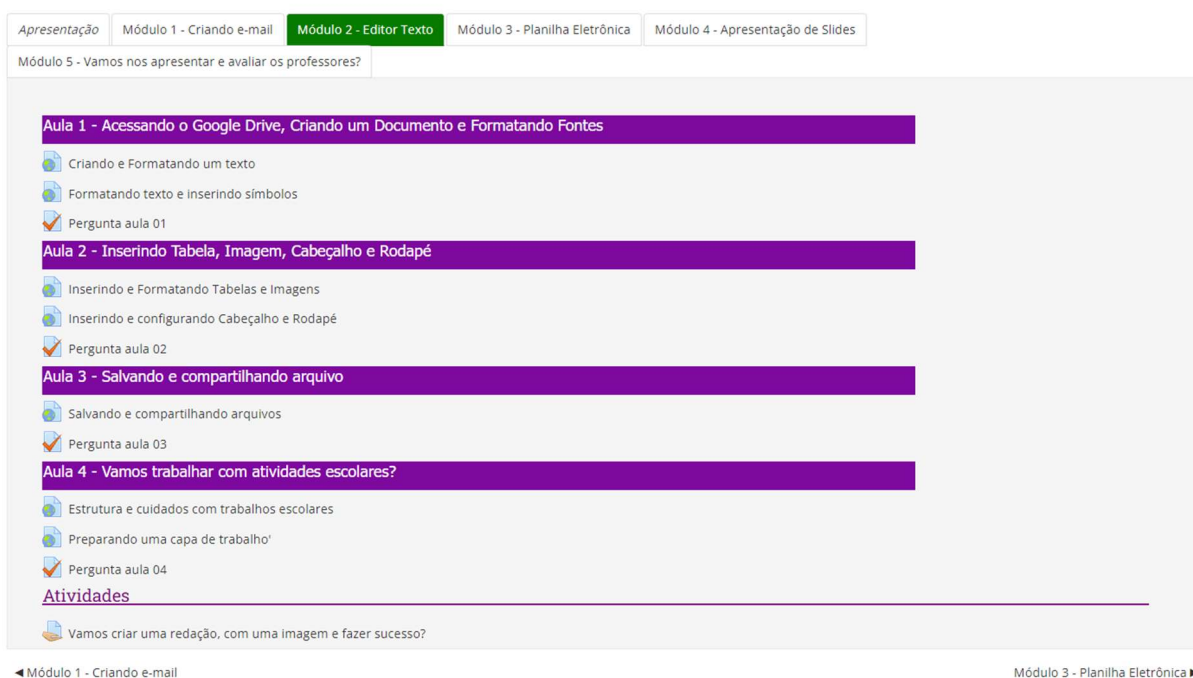 Apresentação Módulo 1 - Criando e-mail Módulo 2 - Editor Texto Módulo 3 - Planilha Eletrônica Módulo 4 - Apresentação de Slides
Módulo 5 - Vamos nos apresentar e avaliar os professores?
Aula 1 - Acessando o Google Drive, Criando um Documento e Formatando Fontes
Criando e Formatando um texto
Formatando texto e inserindo símbolos
Pergunta aula 01
Aula 2 - Inserindo Tabela, Imagem, Cabeçalho e Rodapé
Inserindo e Formatando Tabelas e Imagens
Inserindo e configurando Cabeçalho e Rodapé
Pergunta aula 02
Aula 3 - Salvando e compartilhando arquivo
Salvando e compartilhando arquivos
Pergunta aula 03
Aula 4 - Vamos trabalhar com atividades escolares?
Estrutura e cuidados com trabalhos escolares
Preparando uma capa de trabalho'
Pergunta aula 04
Atividades
Vamos criar uma redação, com uma imagem e fazer sucesso?
◄ Módulo 1 - Criando e-mail Módulo 3 - Planilha Eletrônica ►